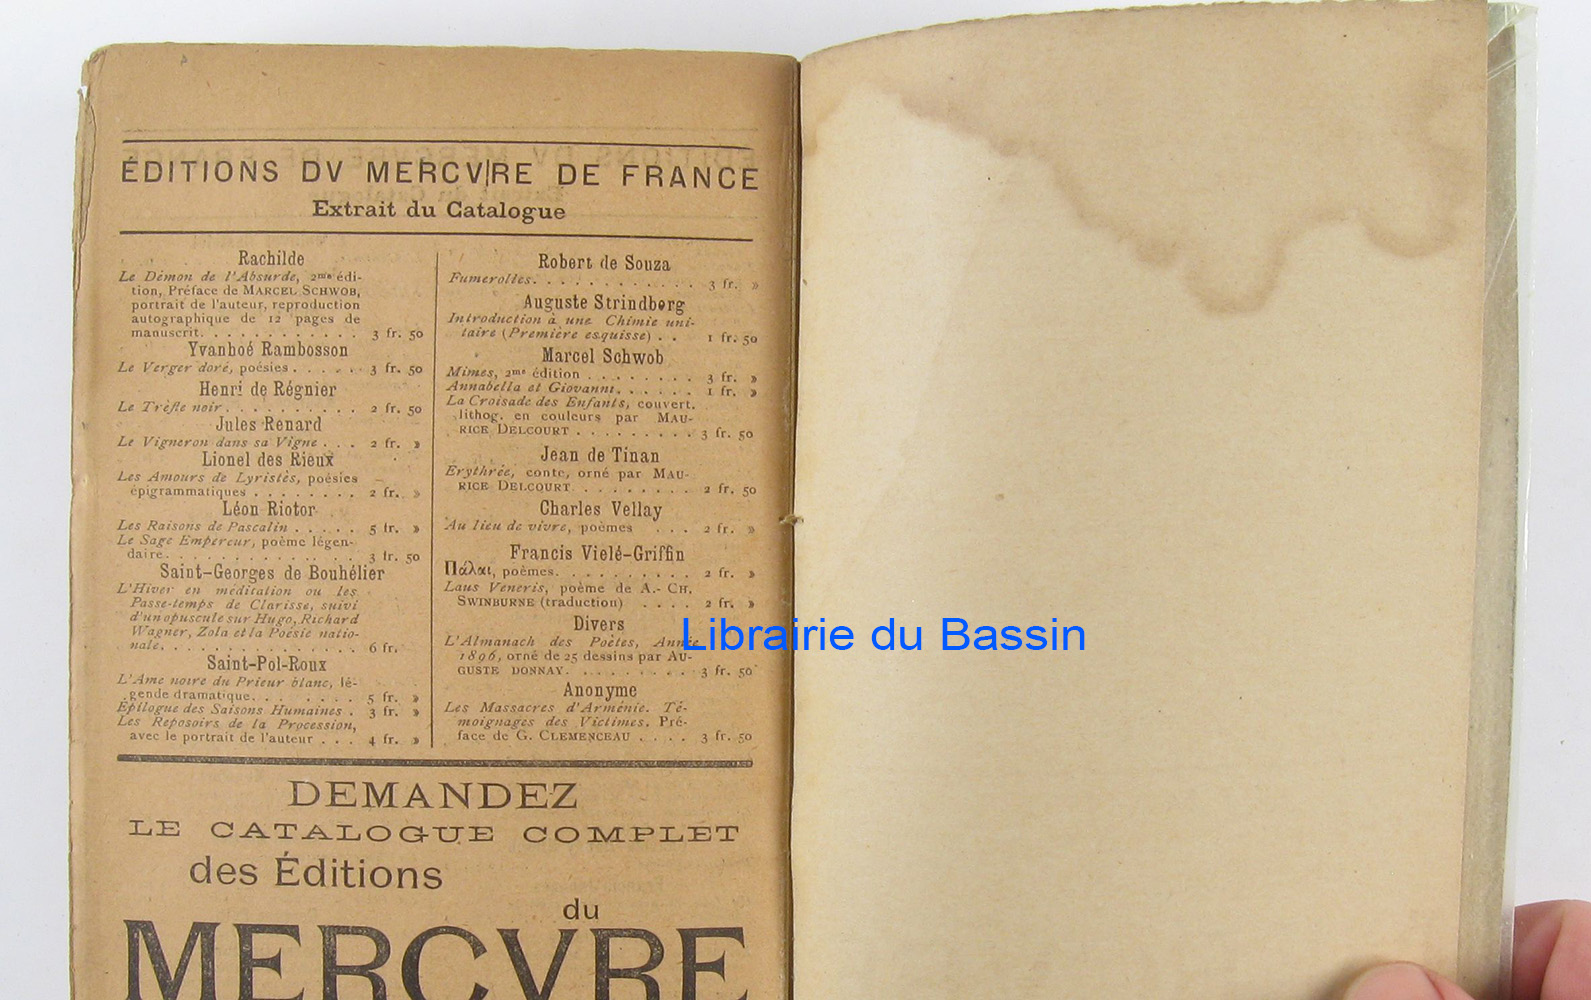 ÉDITIONS DV MERCVRE DE FRANCE
Extrait du Catalogue
Rachilde
Le Démon de l'Absurde, 2me édi-
tion, Préface de MARCEL SCHWOB,
portrait de l'auteur, reproduction
autographique de 12 pages de
manuscrit. . . . . . . . . . 3 fr. 50
Yvanhoé Rambosson
Le Verger doré, poésies . . . . . 3 fr. 50
Henri de Régnier
Le Trèfle noir. . . . . . . . . . 2 fr. 50
Jules Renard
Le Vigneron dans sa Vigne . . . 2 fr. »
Lionel des Rieux
Les Amours de Lyristès, poésies
épigrammatiques . . . . . . . . 2 fr. »
Léon Riotor
Les Raisons de Pascalin . . . . . 5 fr. »
Le Sage Empereur, poème légen-
daire. . . . . . . . . . . . . 3 fr. 50
Saint-Georges de Bouhélier
L'Hiver en méditation ou les
Passe-temps de Clarisse, suivi
d'un opuscule sur Hugo, Richard
Wagner, Zola et la Poésie natio-
nale. . . . . . . . . . . . . 6 fr.
Saint-Pol-Roux
L'Ame noire du Prieur blanc, lé-
gende dramatique. . . . . . . 5 fr. »
Épilogue des Saisons Humaines . 3 fr. »
Les Reposoirs de la Procession,
avec le portrait de l'auteur . . . 4 fr. »
Robert de Souza
Fumerolles. . . . . . . . . . . . 3 fr. »
Auguste Strindberg
Introduction à une Chimie uni-
taire (Première esquisse) . . 1 fr. 50
Marcel Schwob
Mimes, 2me édition . . . . . . . . 3 fr. »
Annabella et Giovanni. . . . . . 1 fr. »
La Croisade des Enfants, couvert.
lithog. en couleurs par MAU-
RICE DELCOURT . . . . . . . . . 3 fr. 50
Jean de Tinan
Erythrée, conte, orné par MAU-
RICE DELCOURT. . . . . . . . . 2 fr. 50
Charles Vellay
Au lieu de vivre, poèmes . . . 2 fr. »
Francis Vielé-Griffin
Πάλαι, poèmes. . . . . . . . . . 2 fr. »
Laus Veneris, poème de A.- CH.
SWINBURNE (traduction) . . . . 2 fr. »
Divers
L'Almanach des Poètes, Année
1896, orné de 25 dessins par AU-
GUSTE DONNAY. . . . . . . . . 3 fr. 50
Anonyme
Les Massacres d'Arménie. Té-
moignages des Victimes. Pré-
face de G. CLEMENCEAU . . . . 3 fr. 50
DEMANDEZ
LE CATALOGUE COMPLET
des Éditions
du
MERCVRE
Librairie du Bassin